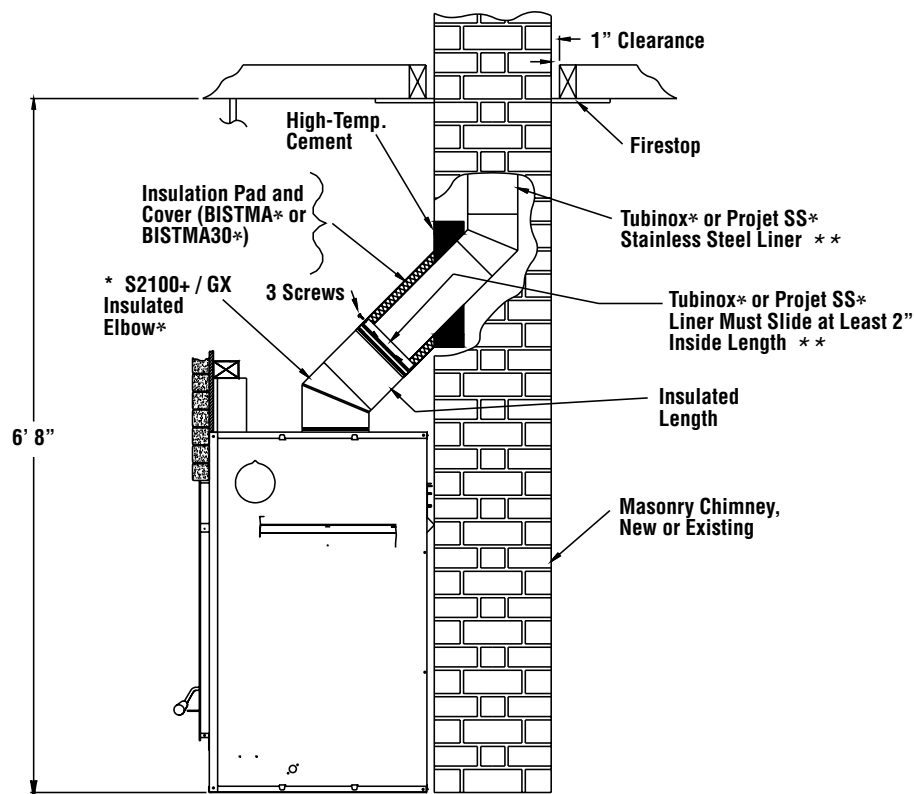 1” Clearance
High-Temp.
Cement
Firestop
Insulation Pad and
Cover (BISTMA* or
BISTMA30*)
Tubinox* or Projet SS*
Stainless Steel Liner **
* S2100+ / GX
Insulated
Elbow*
3 Screws
Tubinox* or Projet SS*
Liner Must Slide at Least 2”
Inside Length **
Insulated
Length
6’ 8”
Masonry Chimney,
New or Existing